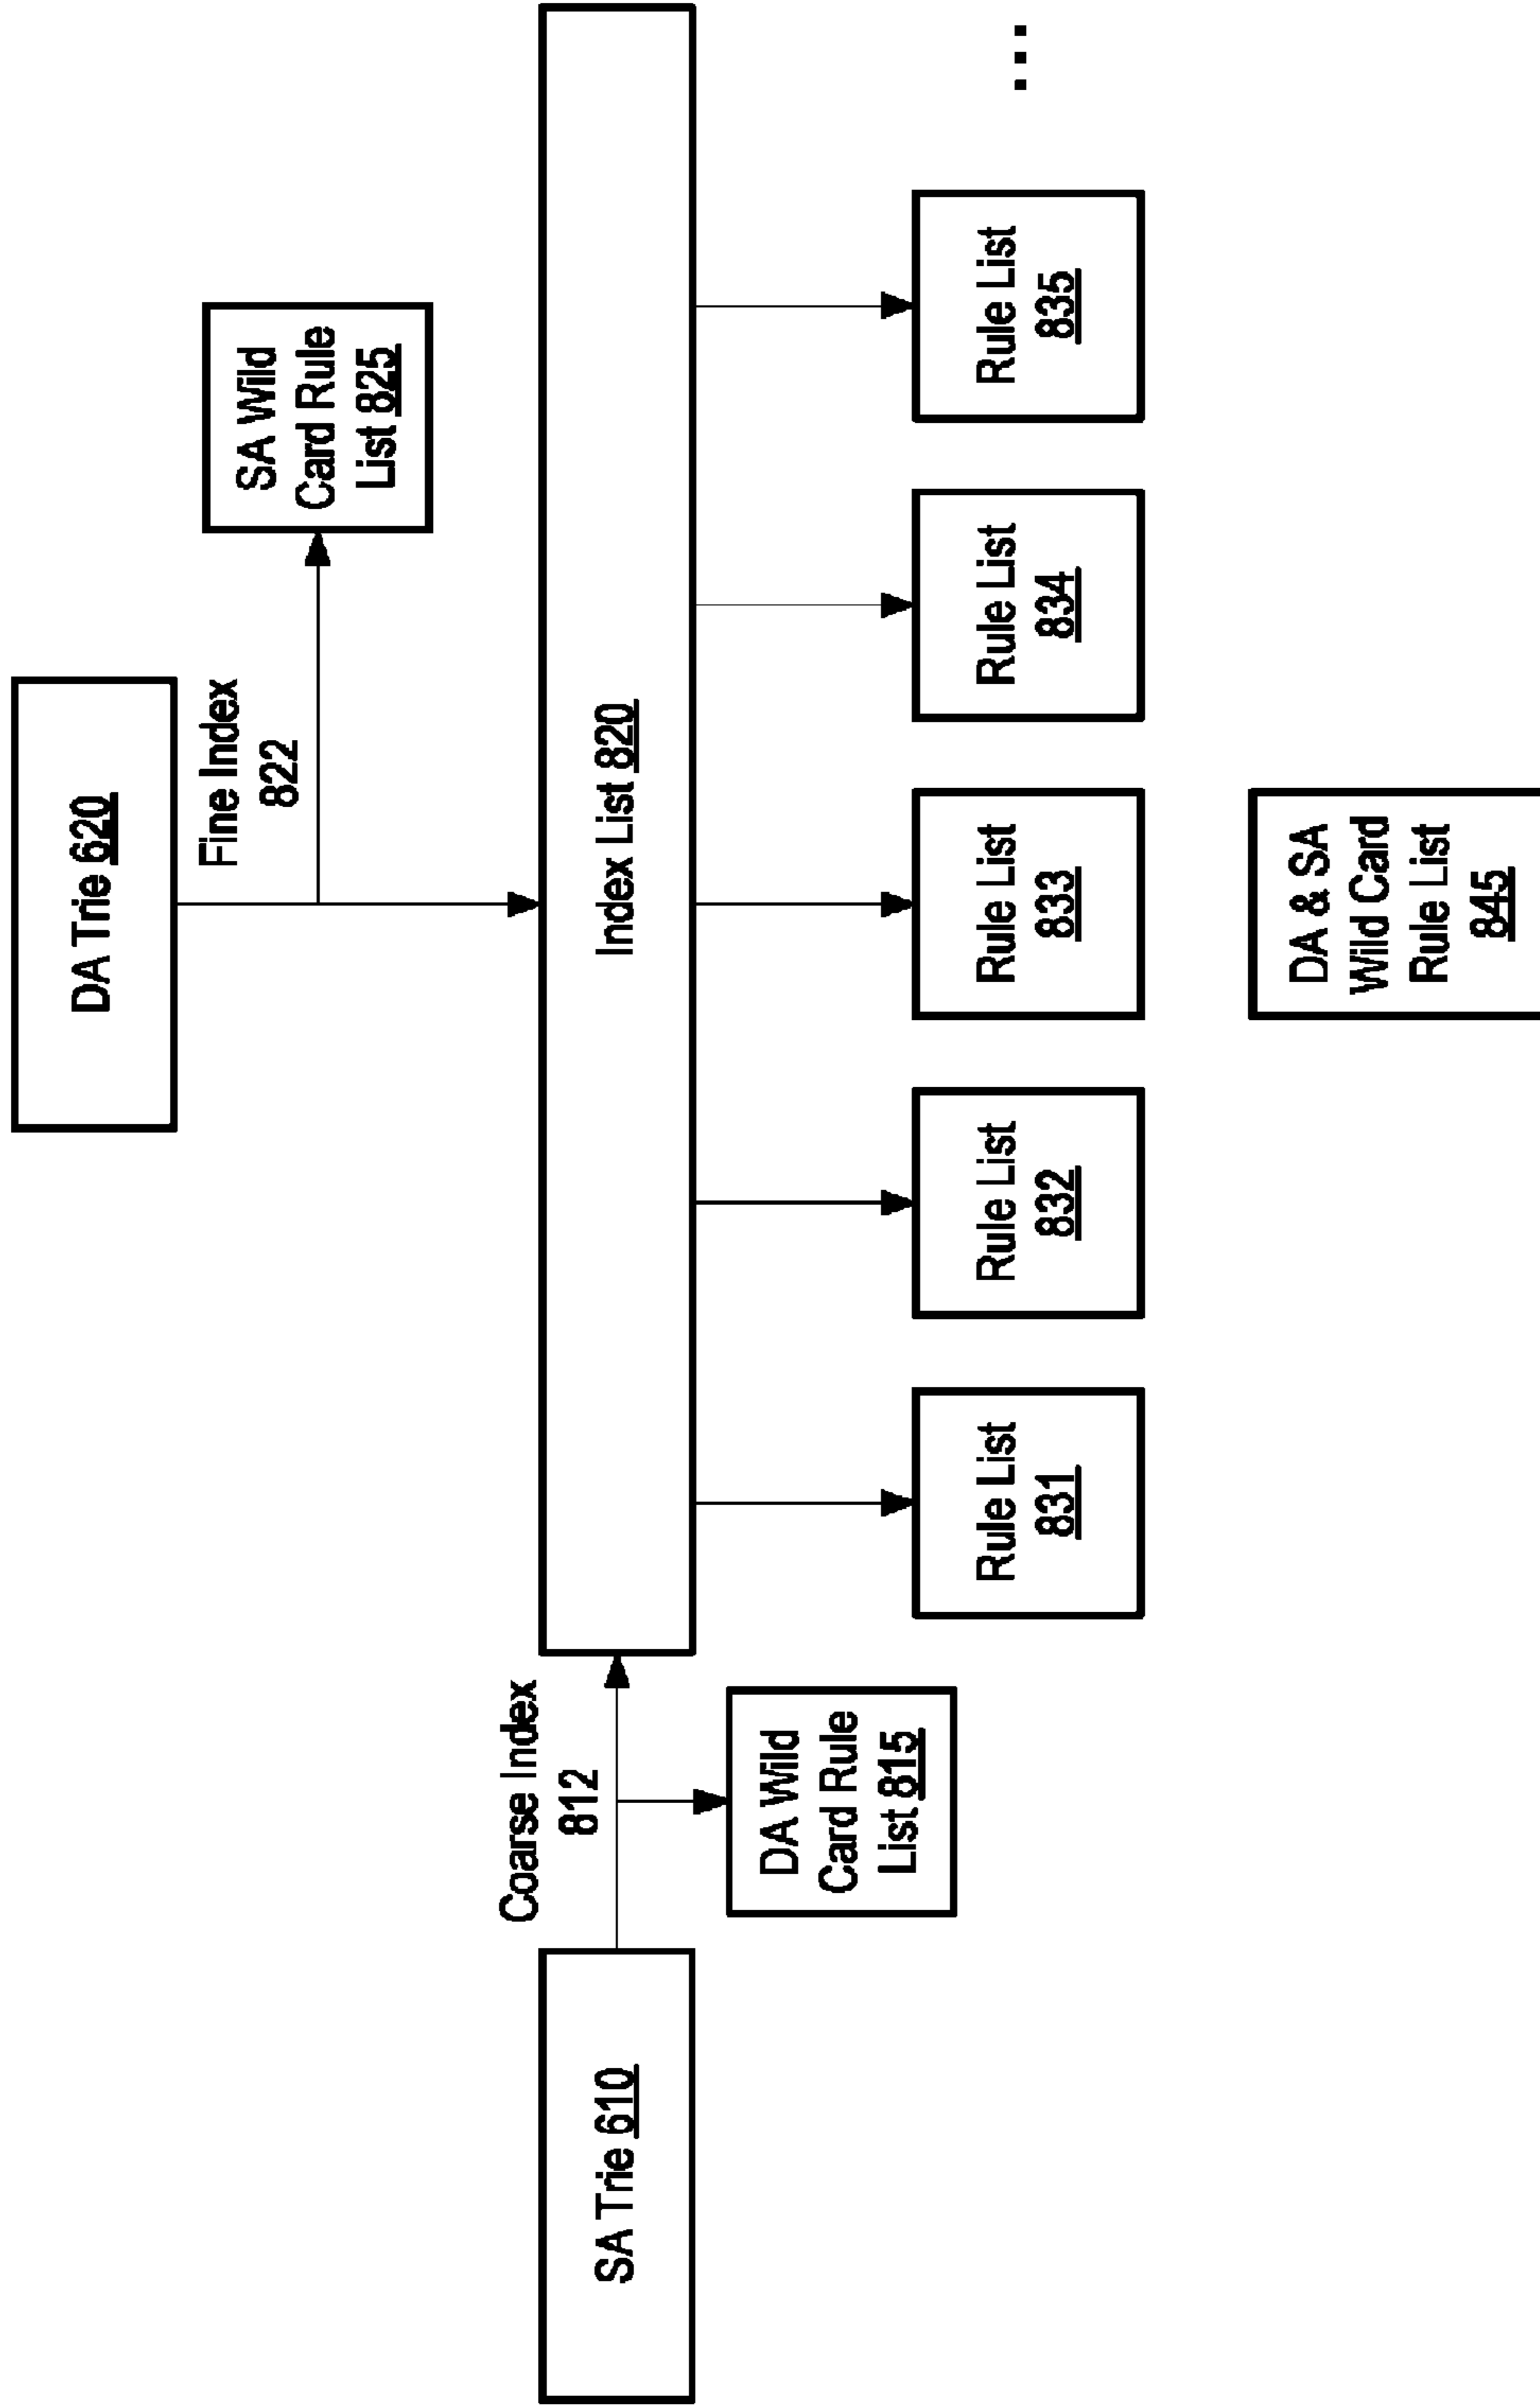 DA Trie 620
Fine Index
822
SA Wild
Card Rule
List 825
SA Trie 610
Coarse Index
812
Index List 820
DA Wild
Card Rule
List 815
Rule List
831
Rule List
832
Rule List
833
Rule List
834
Rule List
835
...
DA & SA
Wild Card
Rule List
845